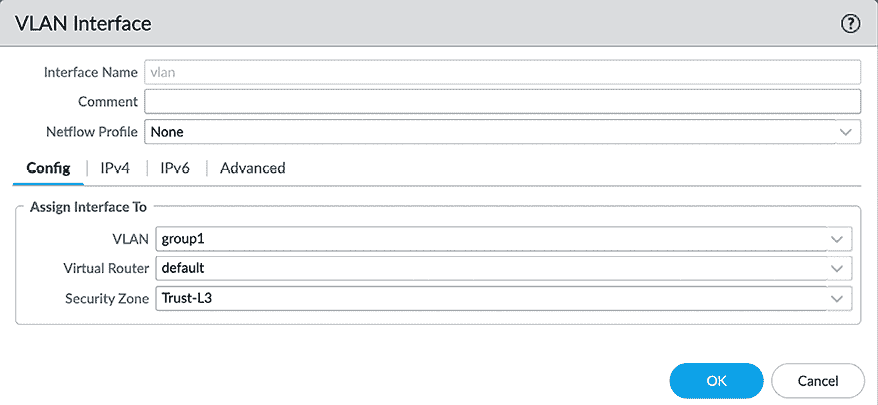 VLAN Interface
?
Interface Name vlan
Comment
Netflow Profile None
Config IPv4 IPv6 Advanced
Assign Interface To
VLAN group1
Virtual Router default
Security Zone Trust-L3
OK Cancel